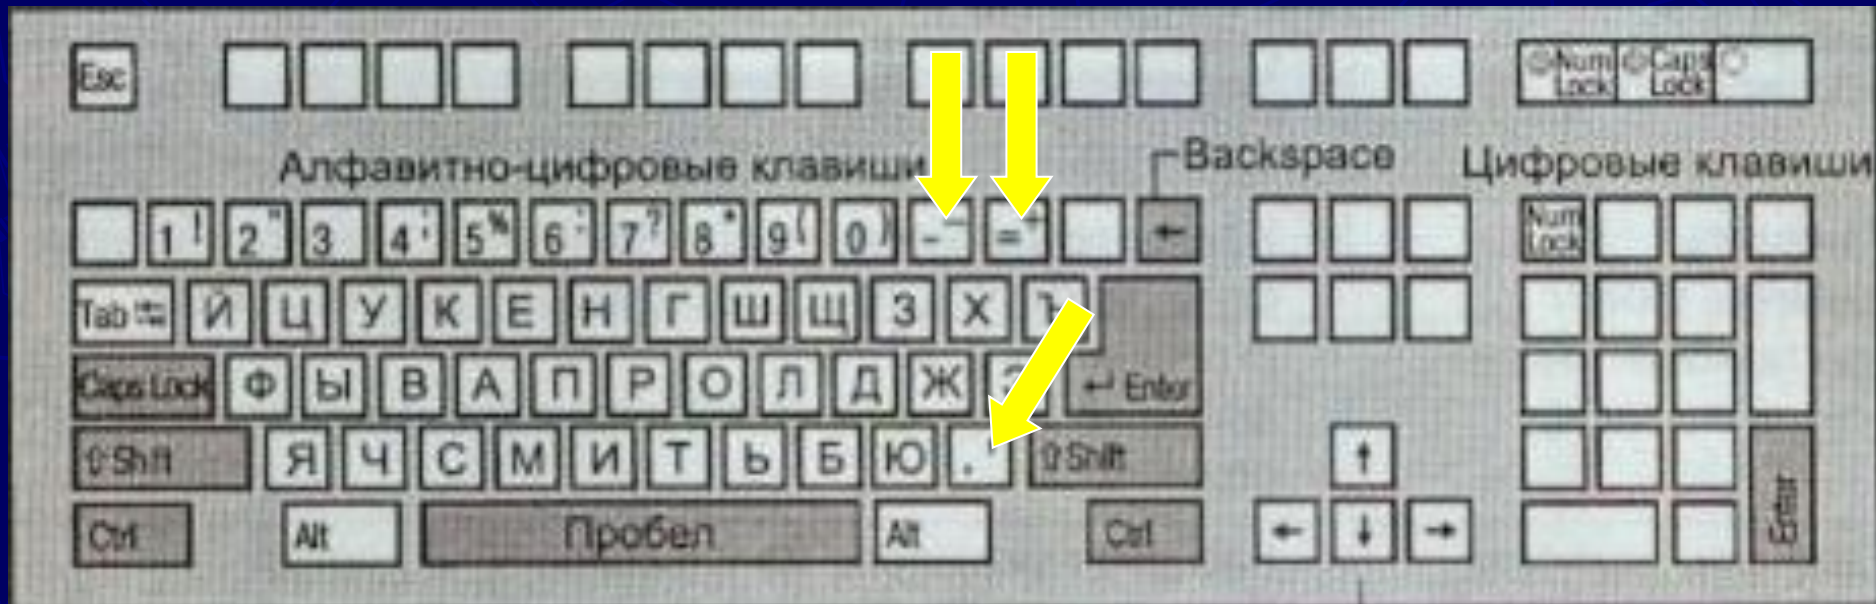 Esc Num Lock Caps Lock
Алфавитно-цифровые клавиши Backspace Цифровые клавиши
1 ! 2 " 3 4 ; 5 % 6 : 7 ? 8 * 9 ( 0 ) - = + ← Num Lock
Tab Й Ц У К Е Н Г Ш Щ З Х Ъ
Caps Lock Ф Ы В А П Р О Л Д Ж Э ↵ Enter
⇧ Shift Я Ч С М И Т Ь Б Ю . ⇧ Shift ↑
Ctrl Alt Пробел Alt Ctrl ← ↓ → Enter